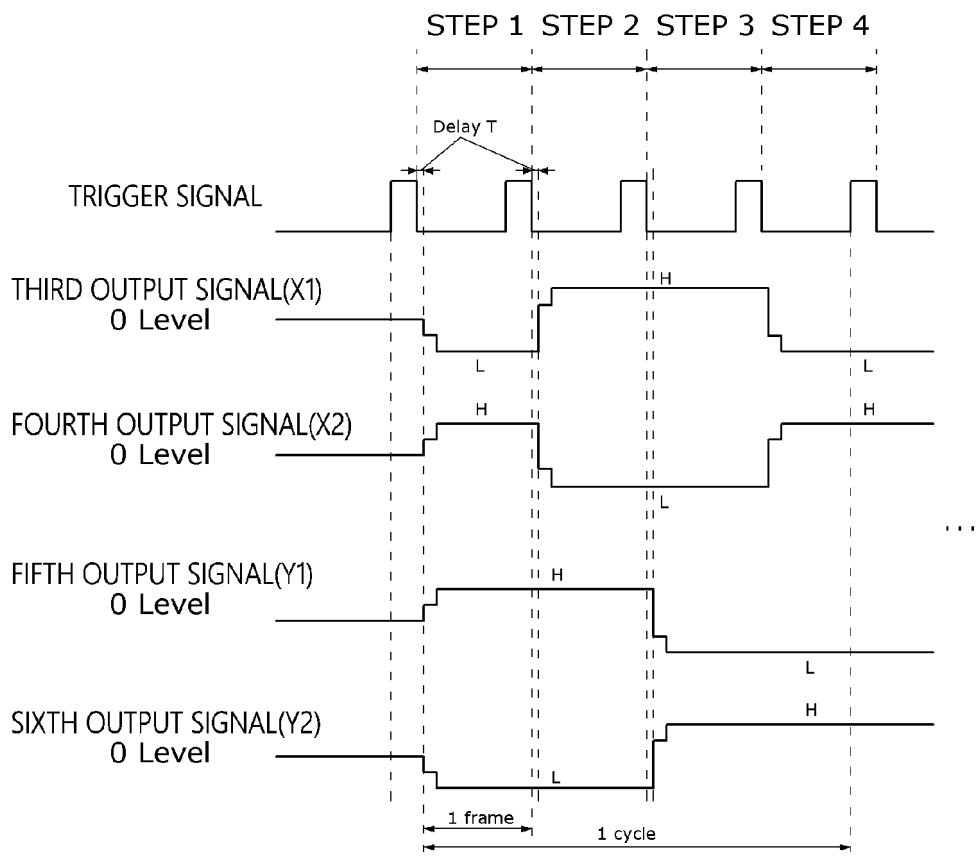 STEP 1 STEP 2 STEP 3 STEP 4
Delay T
TRIGGER SIGNAL
THIRD OUTPUT SIGNAL(X1)
0 Level
H
L
L
FOURTH OUTPUT SIGNAL(X2)
0 Level
H
H
L
...
FIFTH OUTPUT SIGNAL(Y1)
0 Level
H
L
SIXTH OUTPUT SIGNAL(Y2)
0 Level
H
L
1 frame
1 cycle